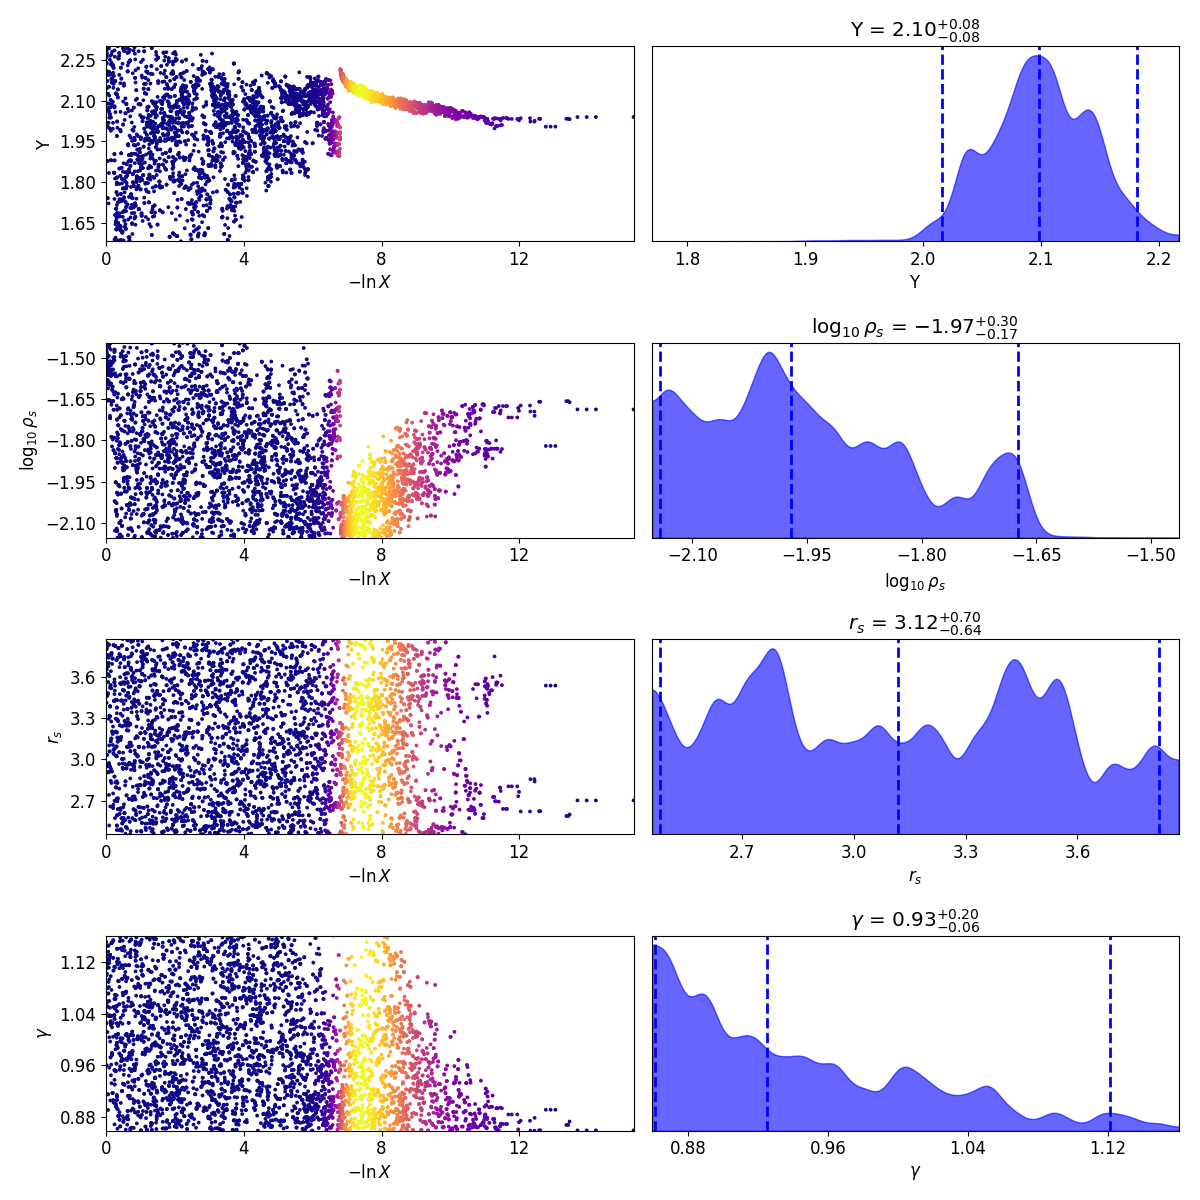 Y = 2.10+0.08−0.08
2.25
2.10
1.95
1.80
1.65
Y
0 4 8 12
−ln X
1.8 1.9 2.0 2.1 2.2
Y
log10 ρs = −1.97+0.30−0.17
−1.50
−1.65
−1.80
−1.95
−2.10
log10 ρs
0 4 8 12
−ln X
−2.10 −1.95 −1.80 −1.65 −1.50
log10 ρs
rs = 3.12+0.70−0.64
3.6
3.3
3.0
2.7
rs
0 4 8 12
−ln X
2.7 3.0 3.3 3.6
rs
γ = 0.93+0.20−0.06
1.12
1.04
0.96
0.88
γ
0 4 8 12
−ln X
0.88 0.96 1.04 1.12
γ